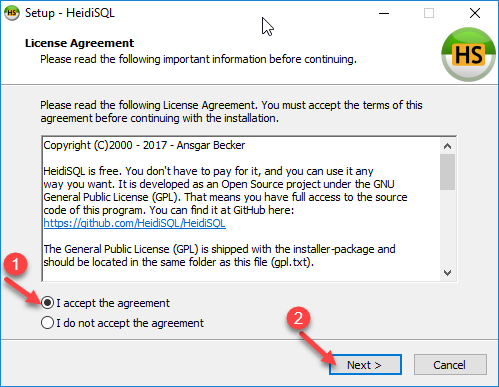 HS Setup - HeidiSQL
License Agreement
Please read the following important information before continuing.
HS
Please read the following License Agreement. You must accept the terms of this
agreement before continuing with the installation.
Copyright (C)2000 - 2017 - Ansgar Becker
HeidiSQL is free. You don't have to pay for it, and you can use it any
way you want. It is developed as an Open Source project under the GNU
General Public License (GPL). That means you have full access to the source
code of this program. You can find it at GitHub here:
https://github.com/HeidiSQL/HeidiSQL
The General Public License (GPL) is shipped with the installer-package and
should be located in the same folder as this file (gpl.txt).
1
I accept the agreement
I do not accept the agreement
2
Next >
Cancel